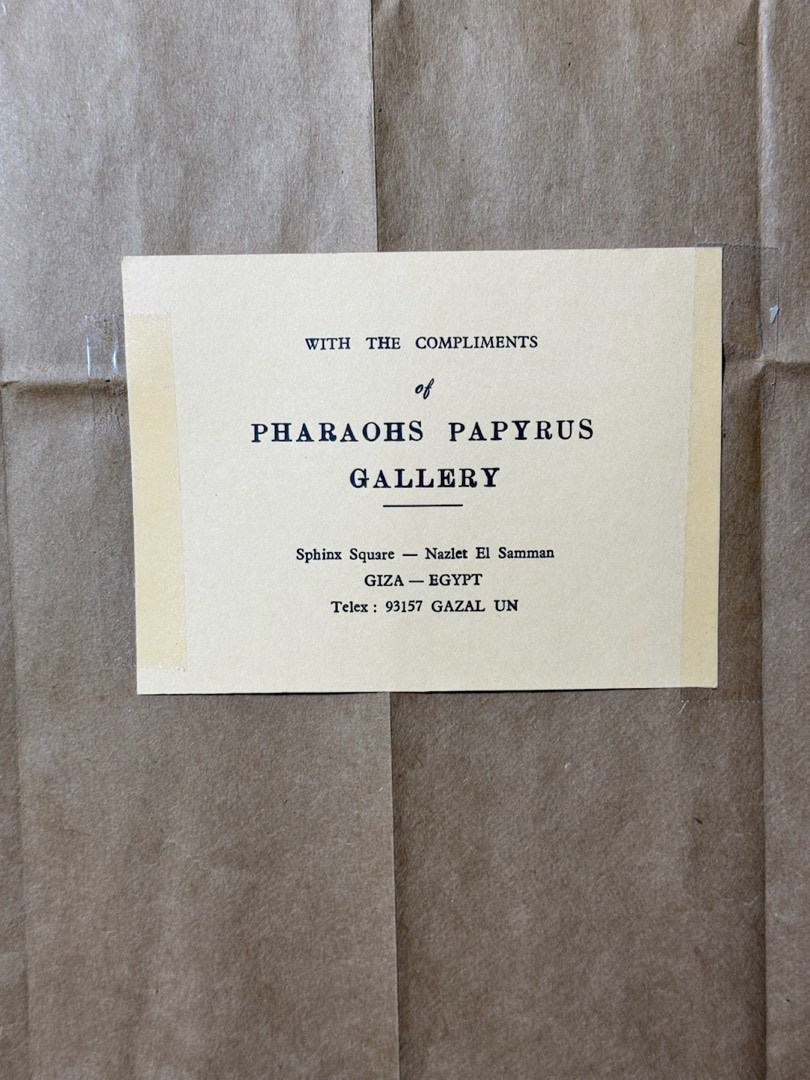 WITH THE COMPLIMENTS
of
PHARAOHS PAPYRUS
GALLERY
Sphinx Square — Nazlet El Samman
GIZA — EGYPT
Telex : 93157 GAZAL UN